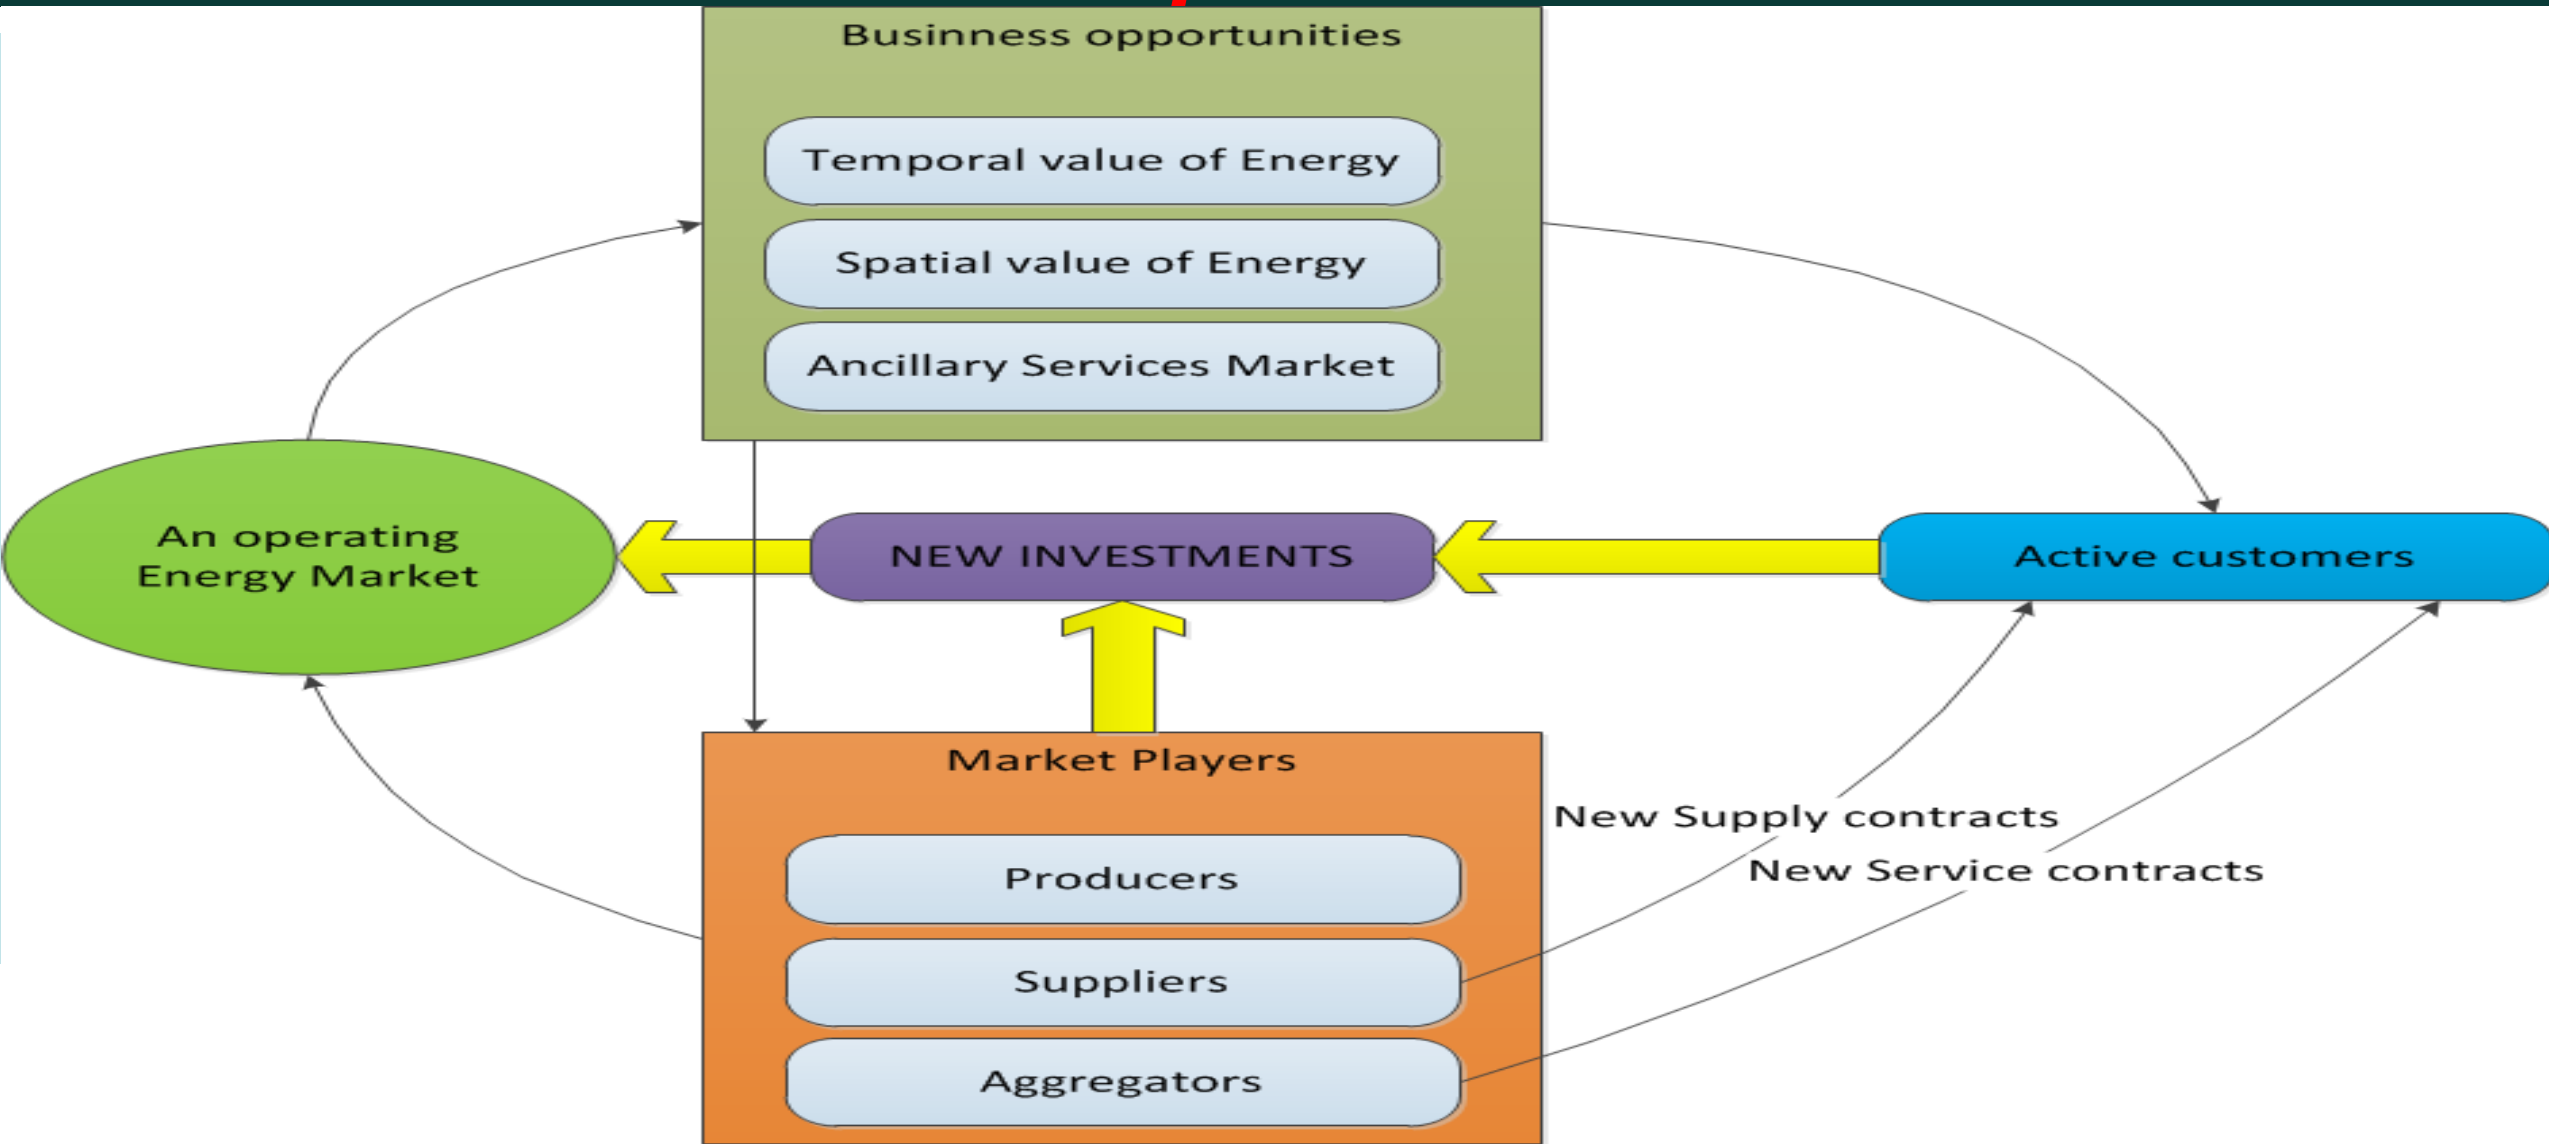 Businness opportunities
Temporal value of Energy
Spatial value of Energy
Ancillary Services Market
An operating
Energy Market
NEW INVESTMENTS
Active customers
Market Players
New Supply contracts
New Service contracts
Producers
Suppliers
Aggregators